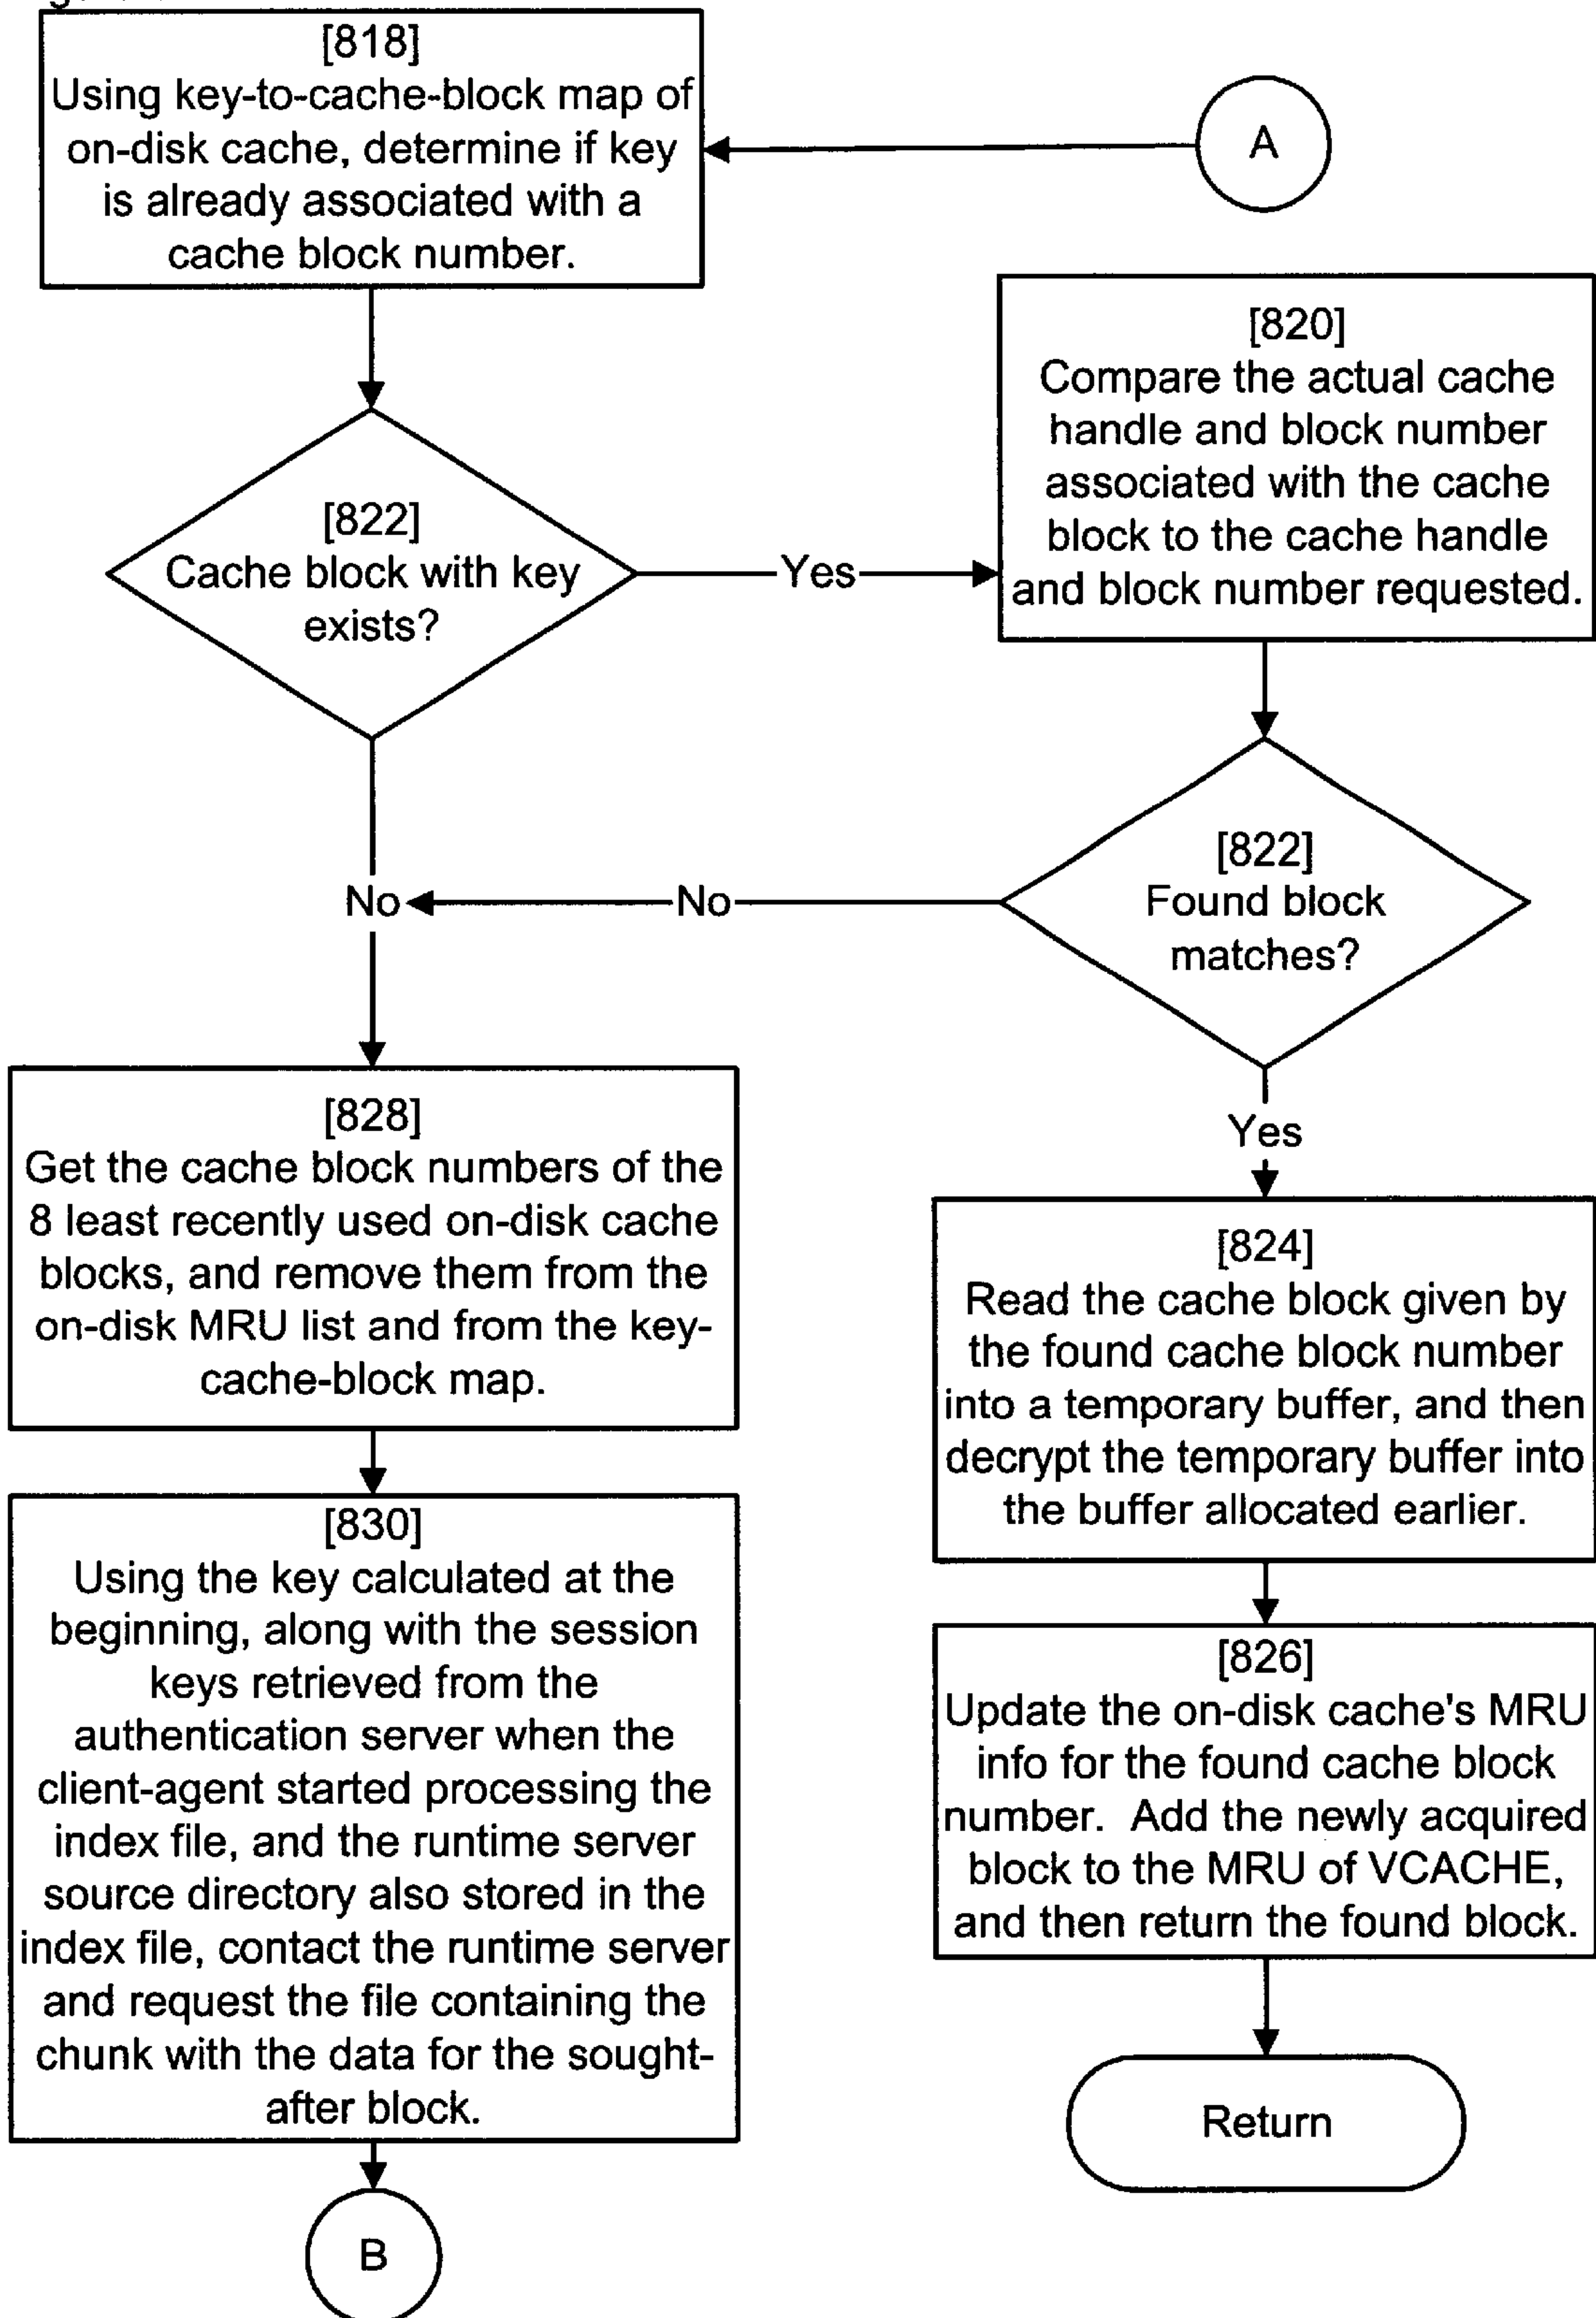 [818]
Using key-to-cache-block map of
on-disk cache, determine if key
is already associated with a
cache block number.
A
[820]
Compare the actual cache
handle and block number
associated with the cache
block to the cache handle
and block number requested.
[822]
Cache block with key
exists?
Yes
[822]
Found block
matches?
No
No
Yes
[828]
Get the cache block numbers of the
8 least recently used on-disk cache
blocks, and remove them from the
on-disk MRU list and from the key-
cache-block map.
[824]
Read the cache block given by
the found cache block number
into a temporary buffer, and then
decrypt the temporary buffer into
the buffer allocated earlier.
[830]
Using the key calculated at the
beginning, along with the session
keys retrieved from the
authentication server when the
client-agent started processing the
index file, and the runtime server
source directory also stored in the
index file, contact the runtime server
and request the file containing the
chunk with the data for the sought-
after block.
[826]
Update the on-disk cache's MRU
info for the found cache block
number. Add the newly acquired
block to the MRU of VCACHE,
and then return the found block.
Return
B